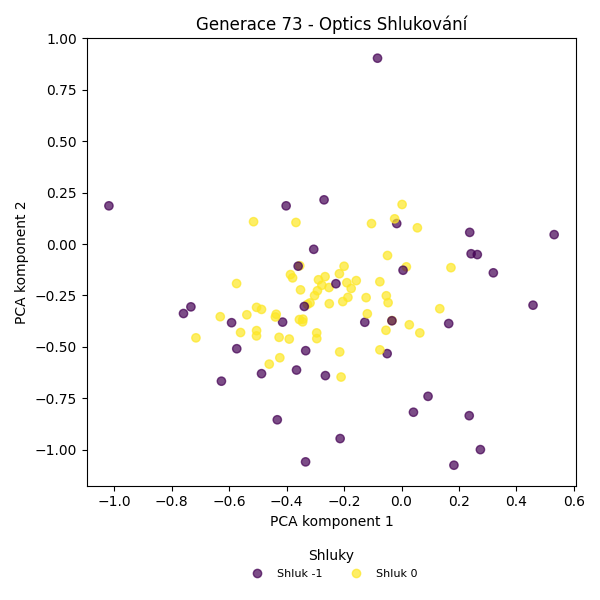 Generace 73 - Optics Shlukování
PCA komponent 2
1.00
0.75
0.50
0.25
0.00
−0.25
−0.50
−0.75
−1.00
−1.0 −0.8 −0.6 −0.4 −0.2 0.0 0.2 0.4 0.6
PCA komponent 1
Shluky
Shluk -1 Shluk 0